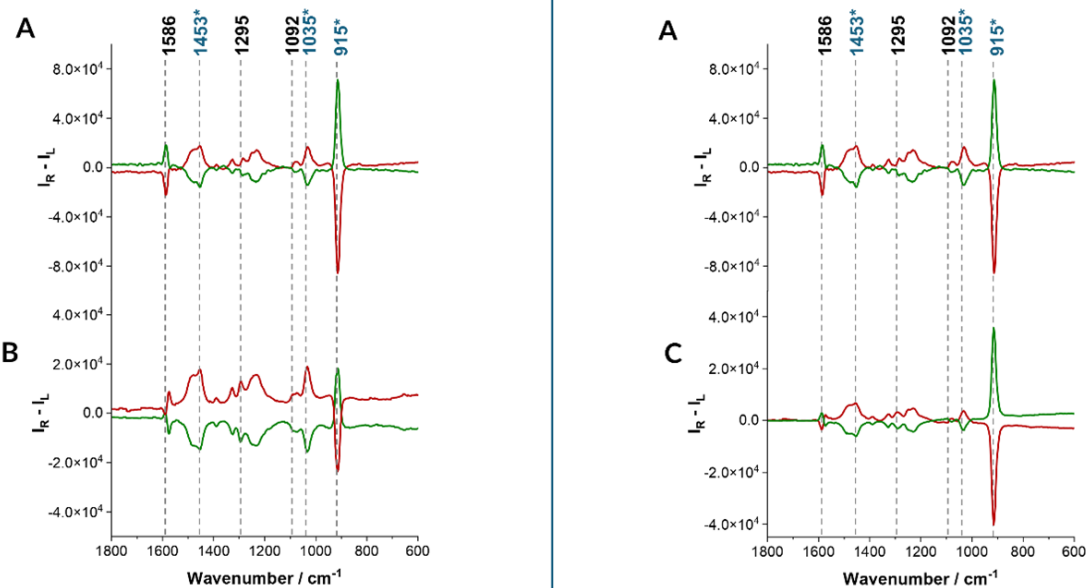 A
1586
1453*
1295
1092
1035*
915*
8.0×10⁴
4.0×10⁴
0.0
-4.0×10⁴
-8.0×10⁴
I_R - I_L
B
4.0×10⁴
2.0×10⁴
0.0
-2.0×10⁴
-4.0×10⁴
I_R - I_L
1800 1600 1400 1200 1000 800 600
Wavenumber / cm⁻¹
A
1586
1453*
1295
1092
1035*
915*
8.0×10⁴
4.0×10⁴
0.0
-4.0×10⁴
-8.0×10⁴
I_R - I_L
C
4.0×10⁴
2.0×10⁴
0.0
-2.0×10⁴
-4.0×10⁴
I_R - I_L
1800 1600 1400 1200 1000 800 600
Wavenumber / cm⁻¹